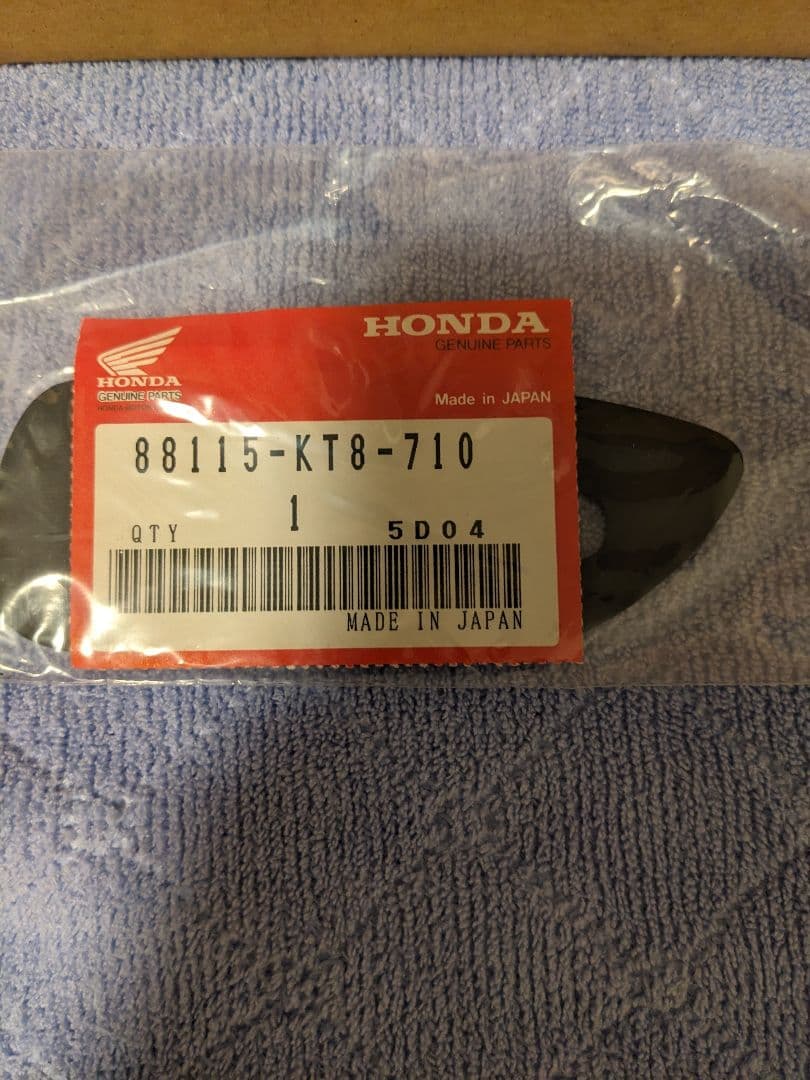 HONDA
GENUINE PARTS
HONDA
GENUINE PARTS
Made in JAPAN
88115-KT8-710
1
QTY 5D04
MADE IN JAPAN